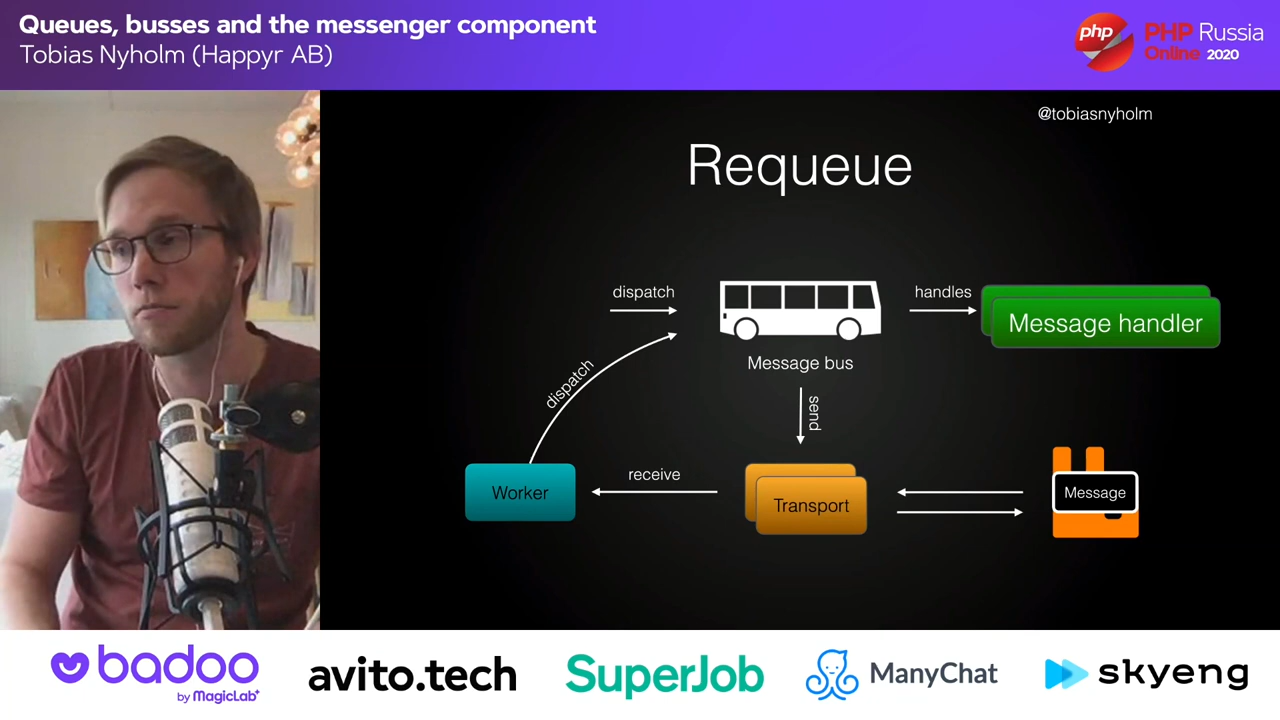 Queues, busses and the messenger component
Tobias Nyholm (Happyr AB)
php
PHP Russia
Online 2020
@tobiasnyholm
Requeue
dispatch
handles
Message handler
Message bus
dispatch
send
receive
Worker
Transport
Message
badoo
by MagicLab
avito.tech
SuperJob
ManyChat
skyeng